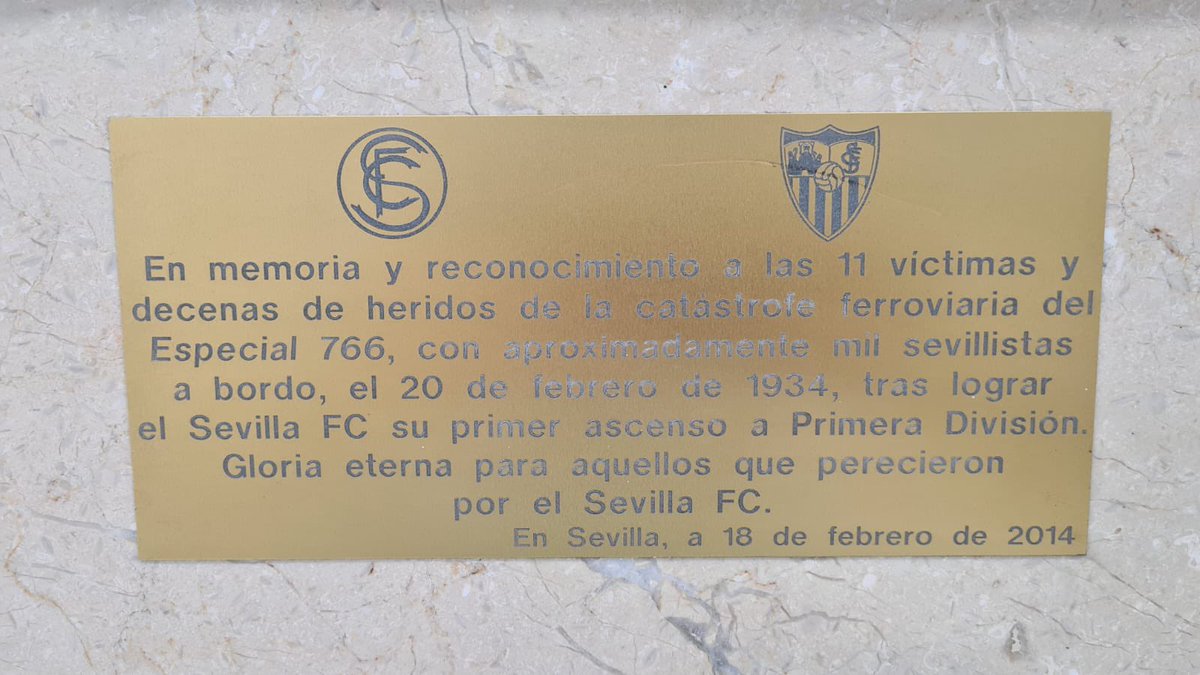 En memoria y reconocimiento a las 11 víctimas y
decenas de heridos de la catástrofe ferroviaria del
Especial 766, con aproximadamente mil sevillistas
a bordo, el 20 de febrero de 1934, tras lograr
el Sevilla FC su primer ascenso a Primera División.
Gloria eterna para aquellos que perecieron
por el Sevilla FC.
En Sevilla, a 18 de febrero de 2014